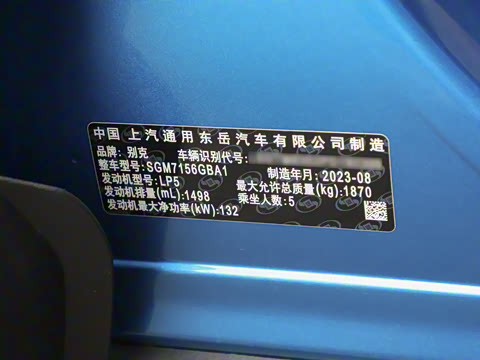 中国上汽通用东岳汽车有限公司制造
品牌:别克 车辆识别代号:
整车型号:SGM7156GBA1 制造年月:2023-08
发动机型号:LP5 最大允许总质量(kg):1870
发动机排量(mL):1498 乘坐人数:5
发动机最大净功率(kW):132